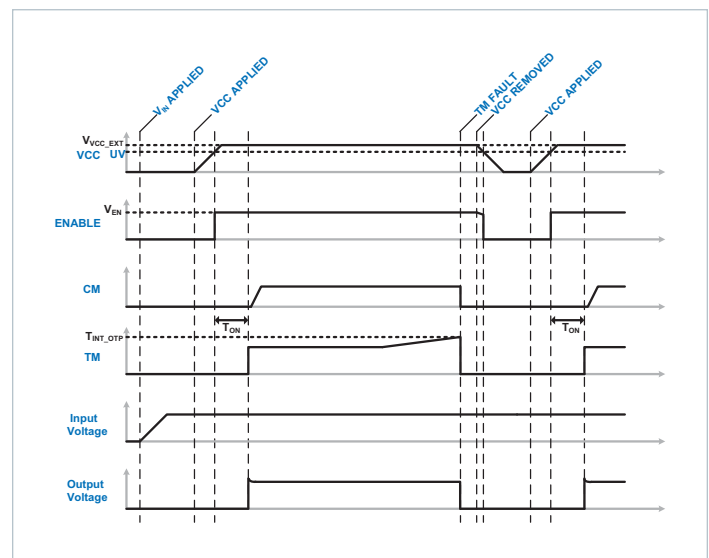 VIN APPLIED
VCC APPLIED
TM FAULT
VCC REMOVED
VCC APPLIED
VVCC_EXT
VCC UV
VEN
ENABLE
CM
TON
TON
TINT_OTP
TM
Input
Voltage
Output
Voltage